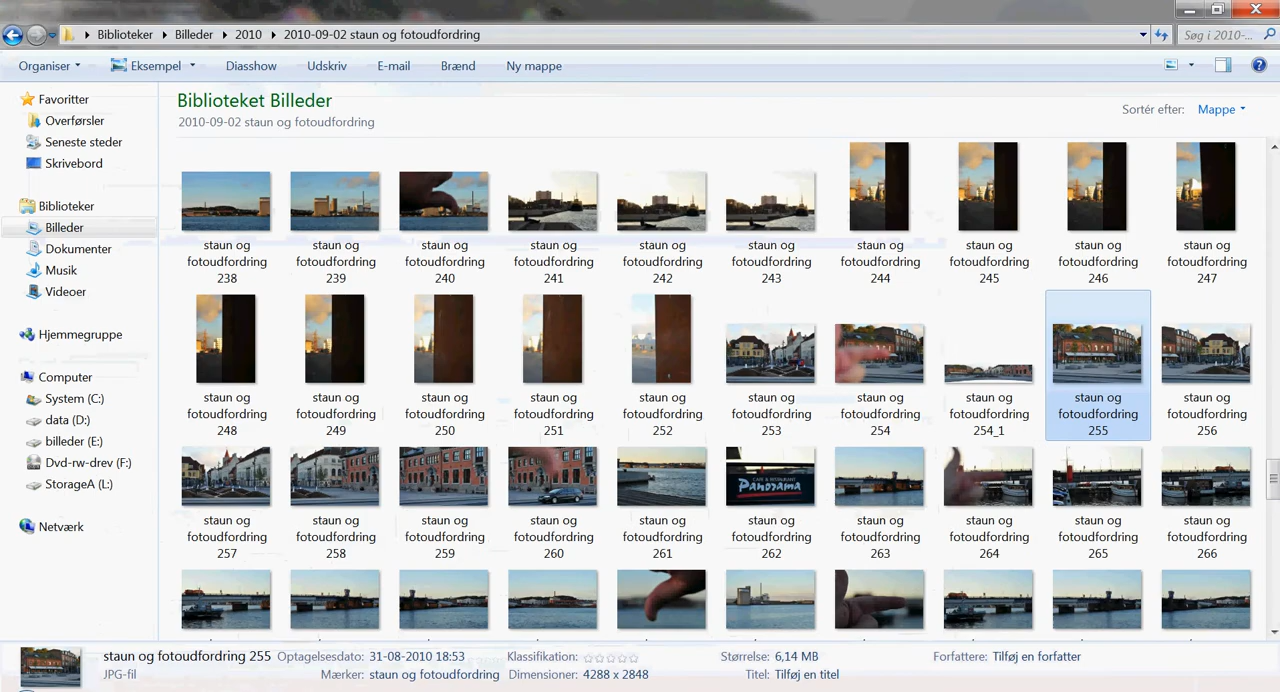 Biblioteker Billeder 2010 2010-09-02 staun og fotoudfordring Søg i 2010-...
Organiser Eksempel Diasshow Udskriv E-mail Brænd Ny mappe
Favoritter
Overførsler
Seneste steder
Skrivebord
Biblioteker
Billeder
Dokumenter
Musik
Videoer
Hjemmegruppe
Computer
System (C:)
data (D:)
billeder (E:)
Dvd-rw-drev (F:)
StorageA (L:)
Netværk
Biblioteket Billeder
2010-09-02 staun og fotoudfordring
Sortér efter: Mappe
staun og fotoudfordring 238
staun og fotoudfordring 239
staun og fotoudfordring 240
staun og fotoudfordring 241
staun og fotoudfordring 242
staun og fotoudfordring 243
staun og fotoudfordring 244
staun og fotoudfordring 245
staun og fotoudfordring 246
staun og fotoudfordring 247
staun og fotoudfordring 248
staun og fotoudfordring 249
staun og fotoudfordring 250
staun og fotoudfordring 251
staun og fotoudfordring 252
staun og fotoudfordring 253
staun og fotoudfordring 254
staun og fotoudfordring 254_1
staun og fotoudfordring 255
staun og fotoudfordring 256
CAFE & RESTAURANT
Panorama
staun og fotoudfordring 257
staun og fotoudfordring 258
staun og fotoudfordring 259
staun og fotoudfordring 260
staun og fotoudfordring 261
staun og fotoudfordring 262
staun og fotoudfordring 263
staun og fotoudfordring 264
staun og fotoudfordring 265
staun og fotoudfordring 266
staun og fotoudfordring 255 Optagelsesdato: 31-08-2010 18:53 Klassifikation: Størrelse: 6,14 MB Forfattere: Tilføj en forfatter
JPG-fil Mærker: staun og fotoudfordring Dimensioner: 4288 x 2848 Titel: Tilføj en titel